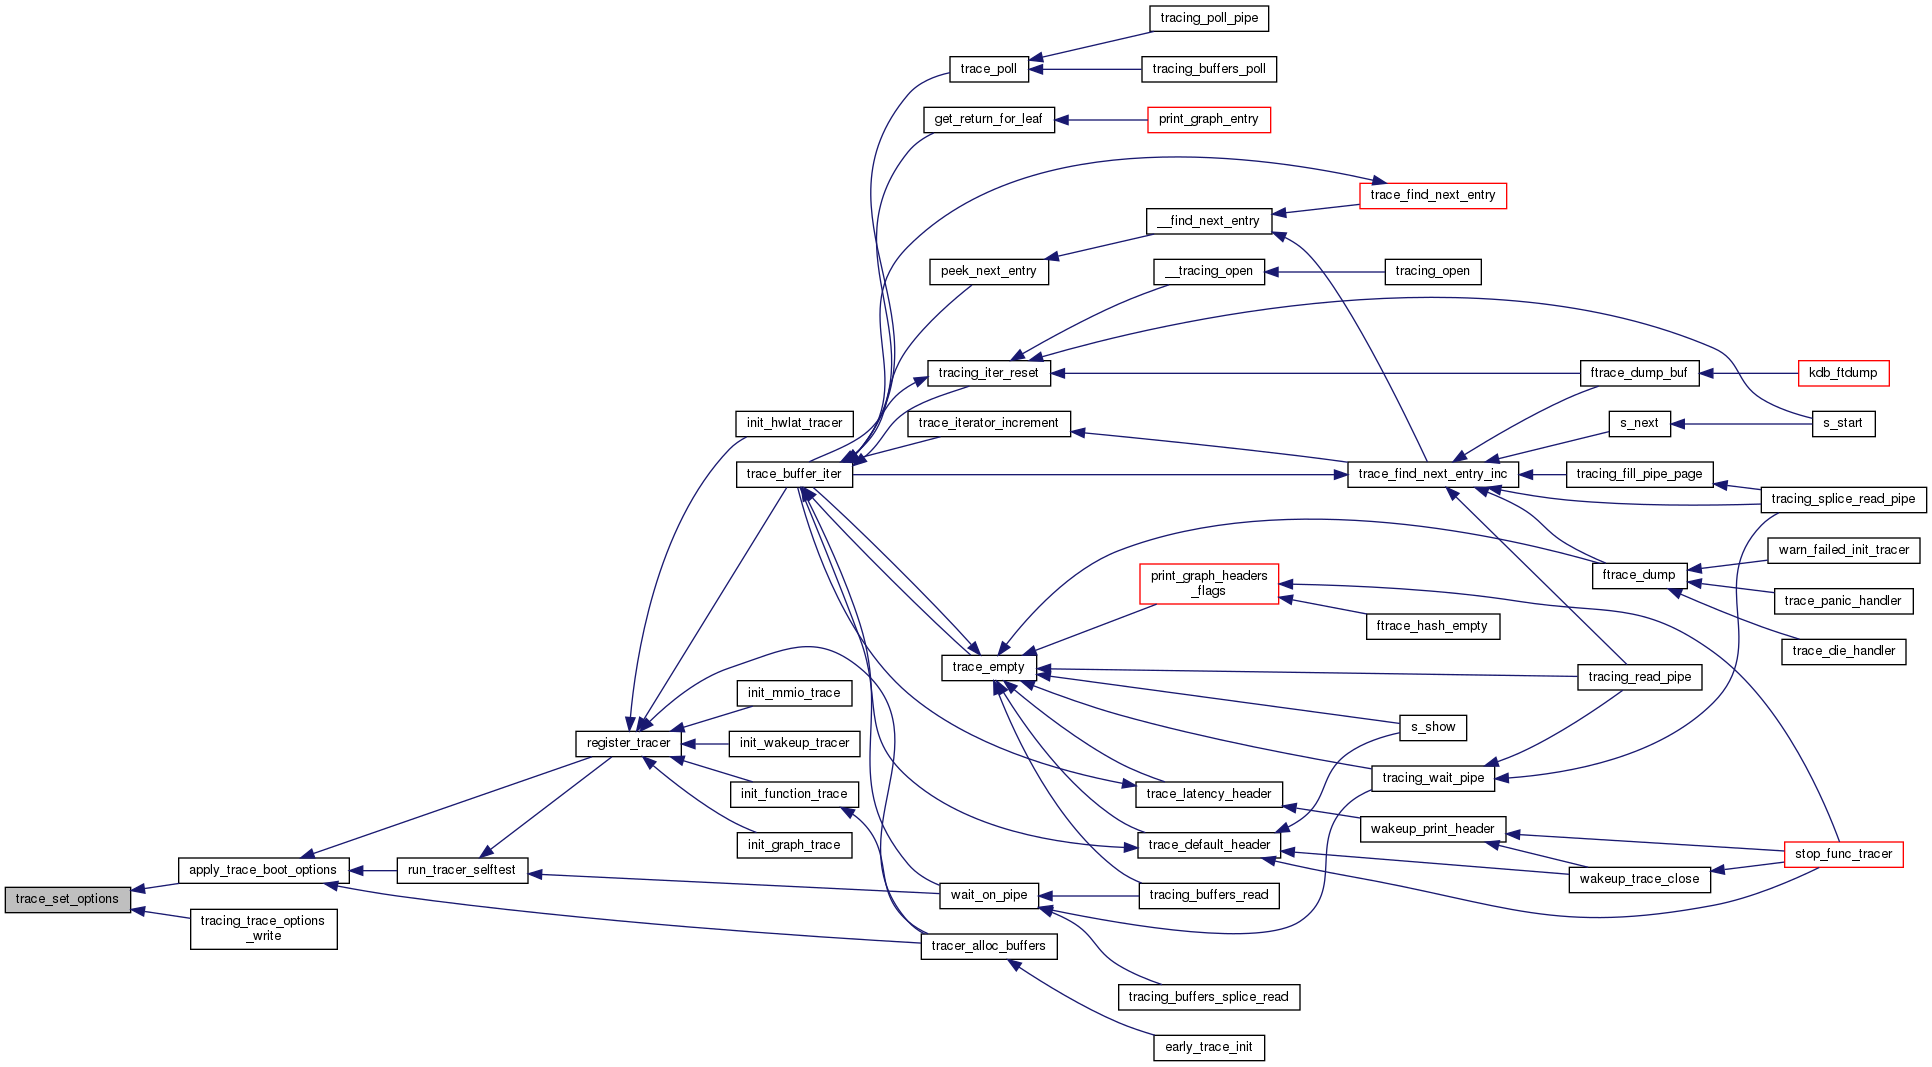 tracing_poll_pipe
trace_poll
tracing_buffers_poll
get_return_for_leaf
print_graph_entry
trace_find_next_entry
__find_next_entry
peek_next_entry
__tracing_open
tracing_open
tracing_iter_reset
ftrace_dump_buf
kdb_ftdump
init_hwlat_tracer
trace_iterator_increment
s_next
s_start
trace_buffer_iter
trace_find_next_entry_inc
tracing_fill_pipe_page
tracing_splice_read_pipe
warn_failed_init_tracer
print_graph_headers
_flags
ftrace_dump
trace_panic_handler
ftrace_hash_empty
trace_die_handler
trace_empty
tracing_read_pipe
init_mmio_trace
s_show
register_tracer
init_wakeup_tracer
tracing_wait_pipe
init_function_trace
trace_latency_header
wakeup_print_header
init_graph_trace
trace_default_header
stop_func_tracer
apply_trace_boot_options
run_tracer_selftest
wakeup_trace_close
trace_set_options
wait_on_pipe
tracing_buffers_read
tracing_trace_options
_write
tracer_alloc_buffers
tracing_buffers_splice_read
early_trace_init